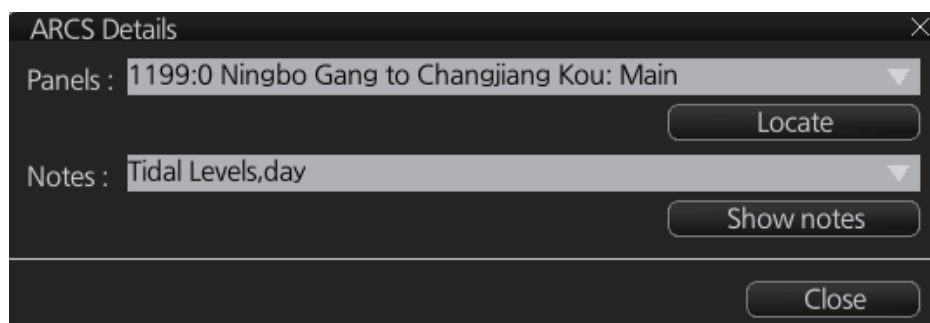 ARCS Details
Panels : 1199:0 Ningbo Gang to Changjiang Kou: Main
Locate
Notes : Tidal Levels,day
Show notes
Close